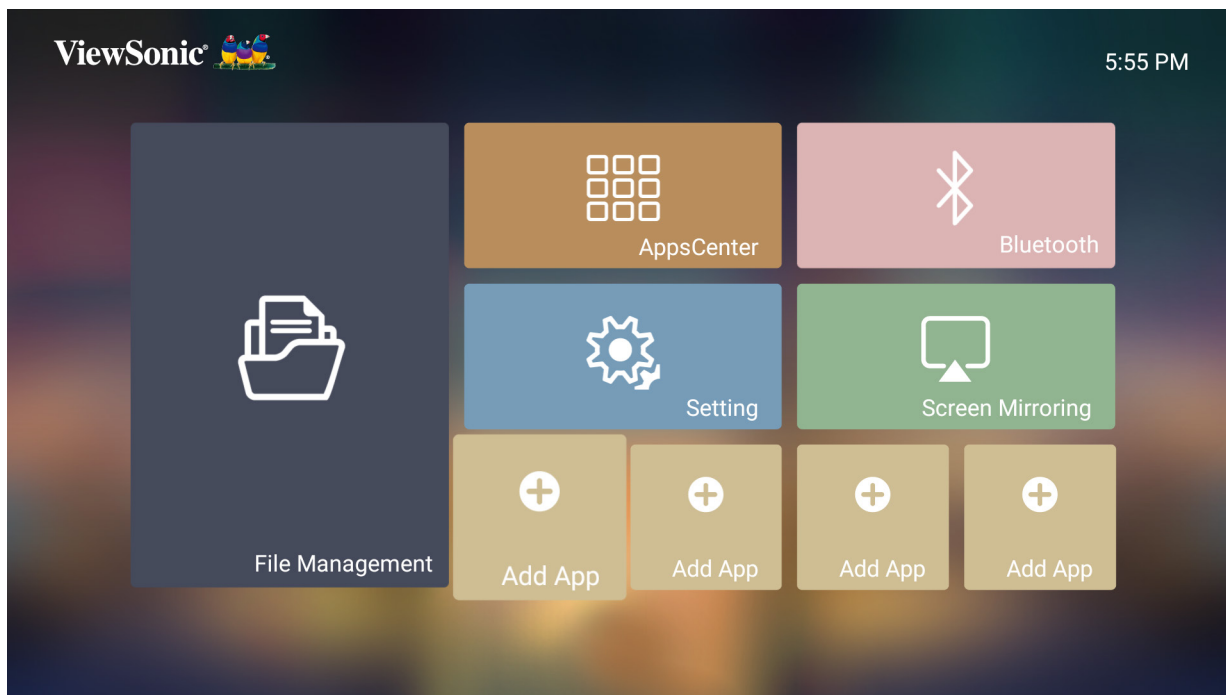 ViewSonic®
5:55 PM
AppsCenter
Bluetooth
Setting
Screen Mirroring
File Management
Add App
Add App
Add App
Add App